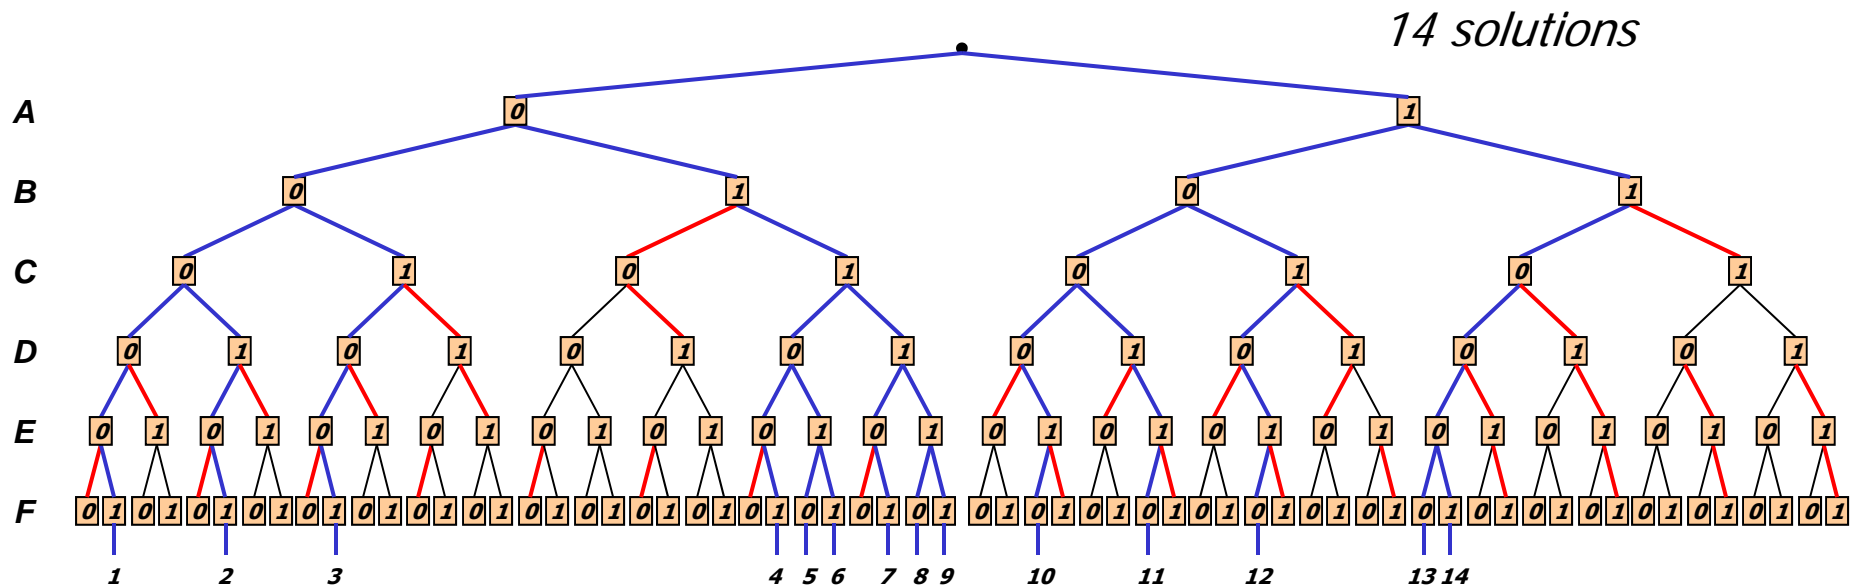 14 solutions
A 0 1
B 0 1 0 1
C 0 1 0 1 0 1 0 1
D 0 1 0 1 0 1 0 1 0 1 0 1 0 1 0 1
E 0 1 0 1 0 1 0 1 0 1 0 1 0 1 0 1 0 1 0 1 0 1 0 1 0 1 0 1 0 1 0 1
F 0 1 0 1 0 1 0 1 0 1 0 1 0 1 0 1 0 1 0 1 0 1 0 1 0 1 0 1 0 1 0 1 0 1 0 1 0 1 0 1 0 1 0 1 0 1 0 1 0 1 0 1 0 1 0 1 0 1 0 1 0 1 0 1
1 2 3 4 5 6 7 8 9 10 11 12 13 14